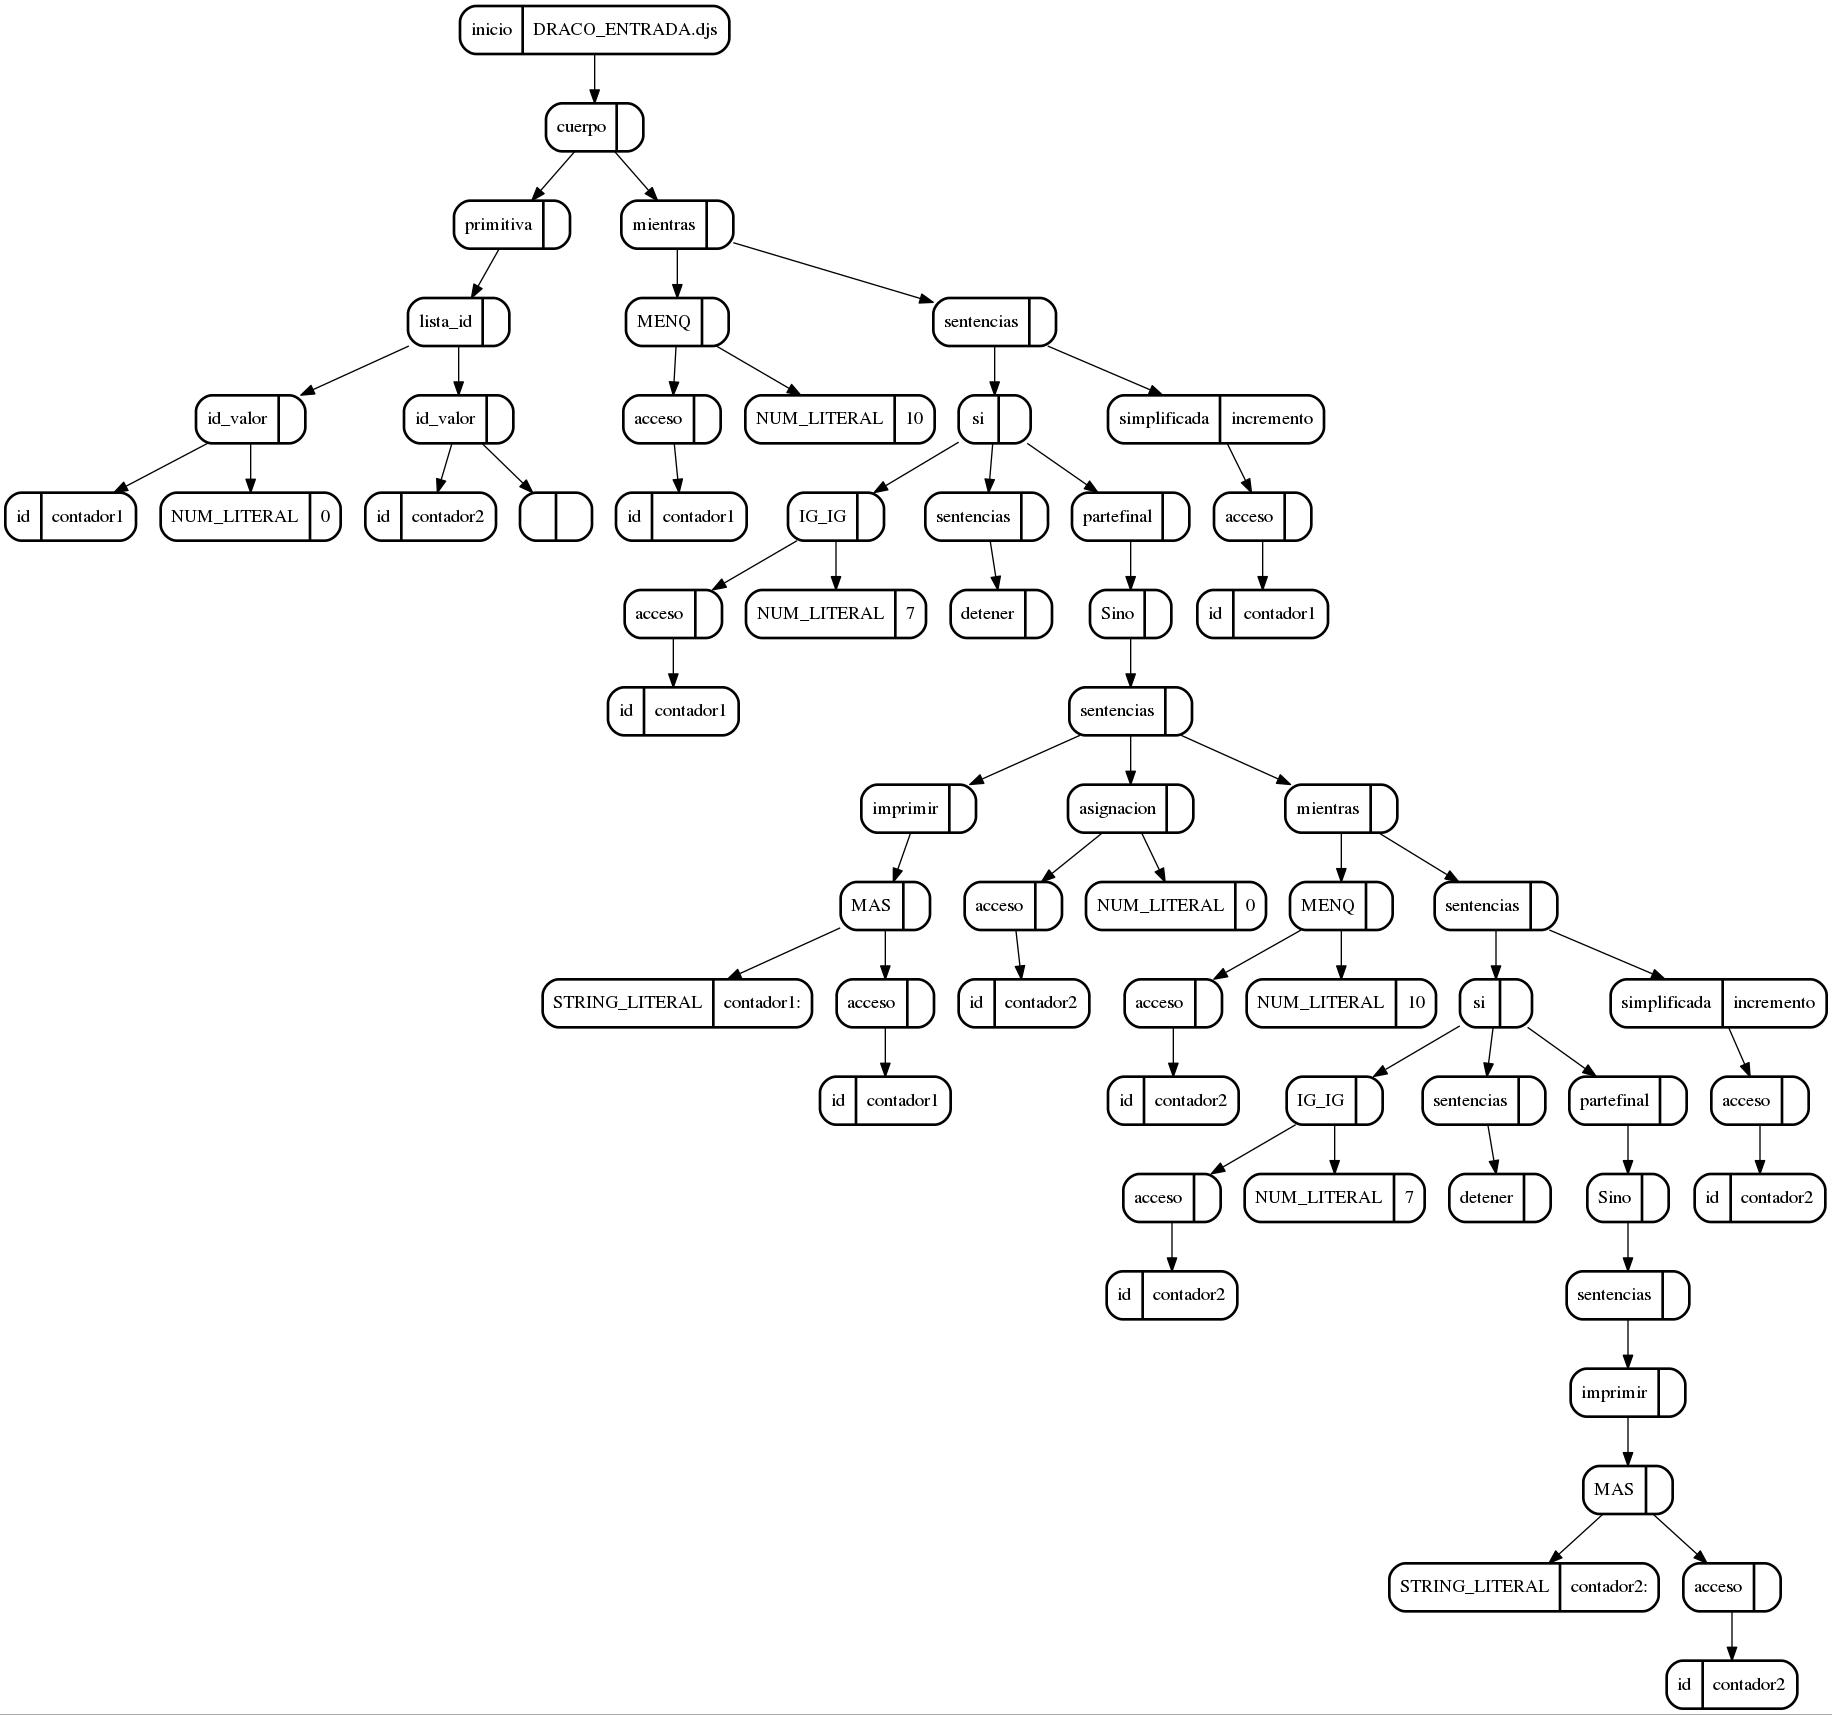 inicio DRACO_ENTRADA.djs
cuerpo
primitiva mientras
lista_id MENQ sentencias
id_valor id_valor acceso NUM_LITERAL 10 si simplificada incremento
id contador1 NUM_LITERAL 0 id contador2 id contador1 IG_IG sentencias partefinal acceso
acceso NUM_LITERAL 7 detener Sino id contador1
id contador1 sentencias
imprimir asignacion mientras
MAS acceso NUM_LITERAL 0 MENQ sentencias
STRING_LITERAL contador1: acceso id contador2 acceso NUM_LITERAL 10 si simplificada incremento
id contador1 id contador2 IG_IG sentencias partefinal acceso
acceso NUM_LITERAL 7 detener Sino id contador2
id contador2 sentencias
imprimir
MAS
STRING_LITERAL contador2: acceso
id contador2